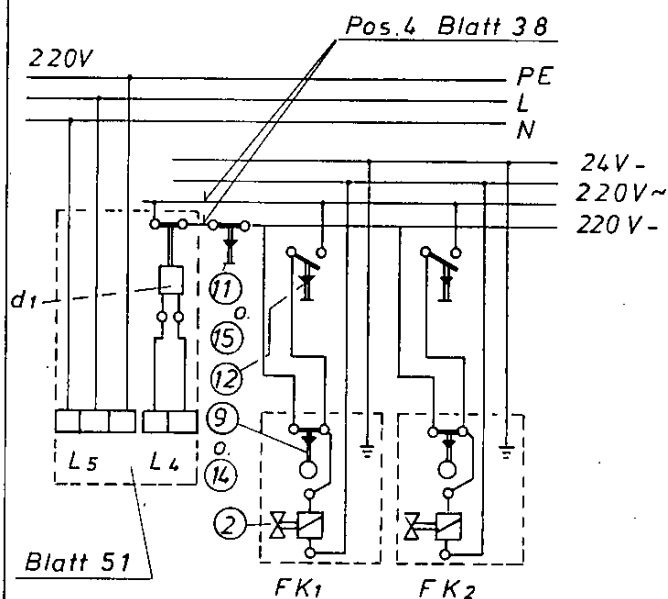 Pos.4 Blatt 38
220V
PE
L
N
24V-
220V~
220V-
d1
11
o.
15
12
9
o.
14
2
L5 L4
Blatt 51
FK1 FK2